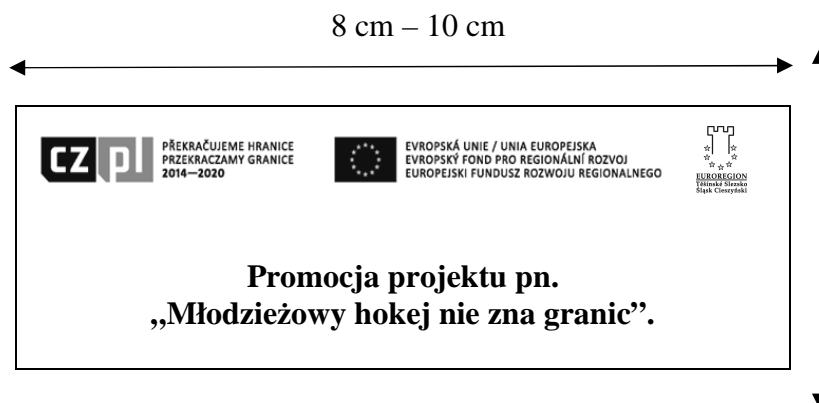 8 cm – 10 cm
cz pl
PŘEKRAČUJEME HRANICE
PRZEKRACZAMY GRANICE
2014—2020
EVROPSKÁ UNIE / UNIA EUROPEJSKA
EVROPSKÝ FOND PRO REGIONÁLNÍ ROZVOJ
EUROPEJSKI FUNDUSZ ROZWOJU REGIONALNEGO
EUROREGION
Těšínské Slezsko
Śląsk Cieszyński
Promocja projektu pn.
„Młodzieżowy hokej nie zna granic”.